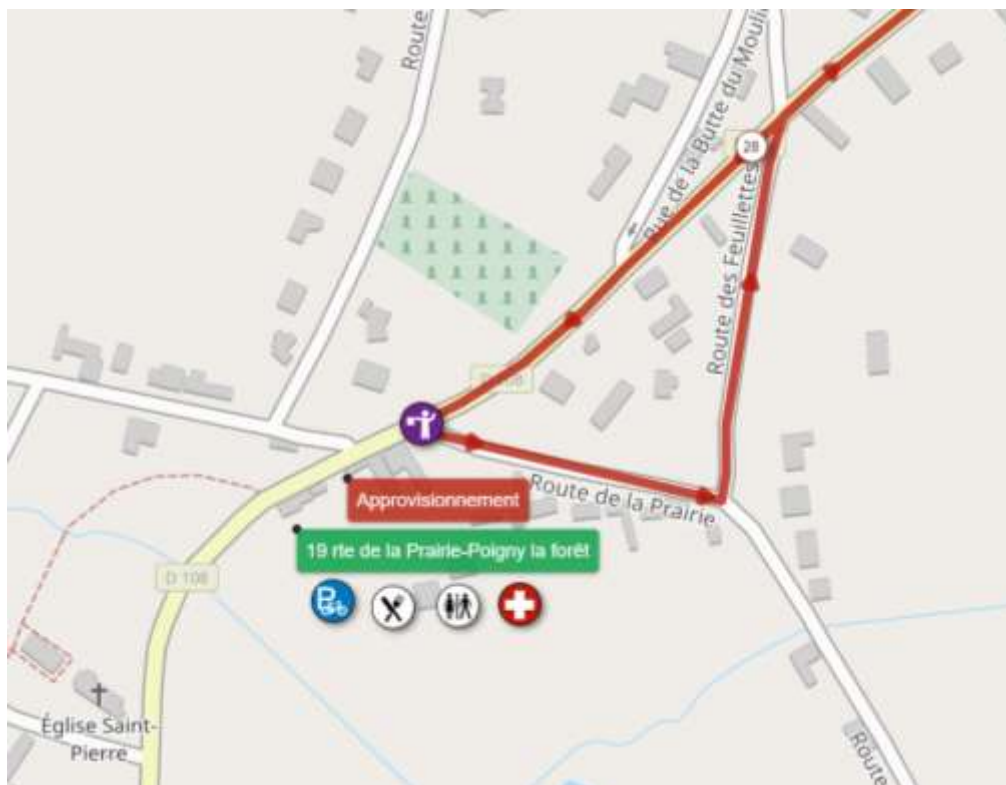 Route
Rue de la Butte du Moulin
28
Route des Feuillettes
Approvisionnement
Route de la Prairie
19 rte de la Prairie-Poigny la forêt
D 108
P
Église Saint-
Pierre
Route